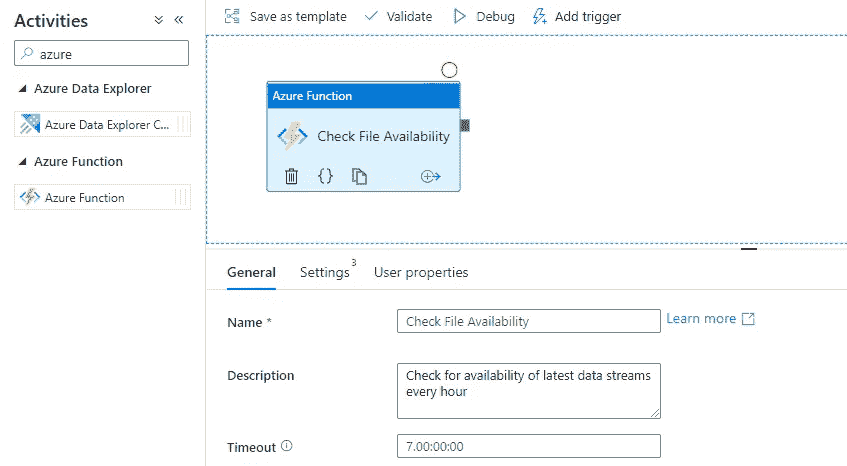 Activities
azure
Azure Data Explorer
Azure Data Explorer C...
Azure Function
Azure Function
Save as template
Validate
Debug
Add trigger
Azure Function
Check File Availability
General
Settings 3
User properties
Name *
Check File Availability
Learn more
Description
Check for availability of latest data streams
every hour
Timeout
7.00:00:00